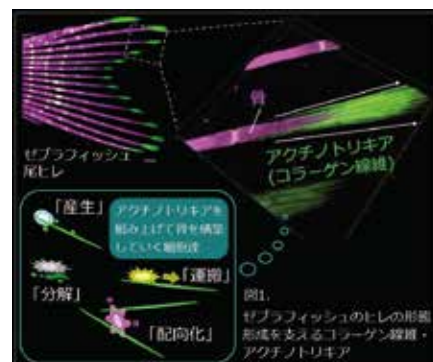 骨
アクチノトリキア
(コラーゲン線維)
ゼブラフィッシュ
尾ヒレ
「産生」
アクチノトリキアを
組み上げて骨を構築
していく細胞達
「分解」
「運搬」
「配向化」
図1.
ゼブラフィッシュのヒレの形態
形成を支えるコラーゲン線維・
アクチノトリキア